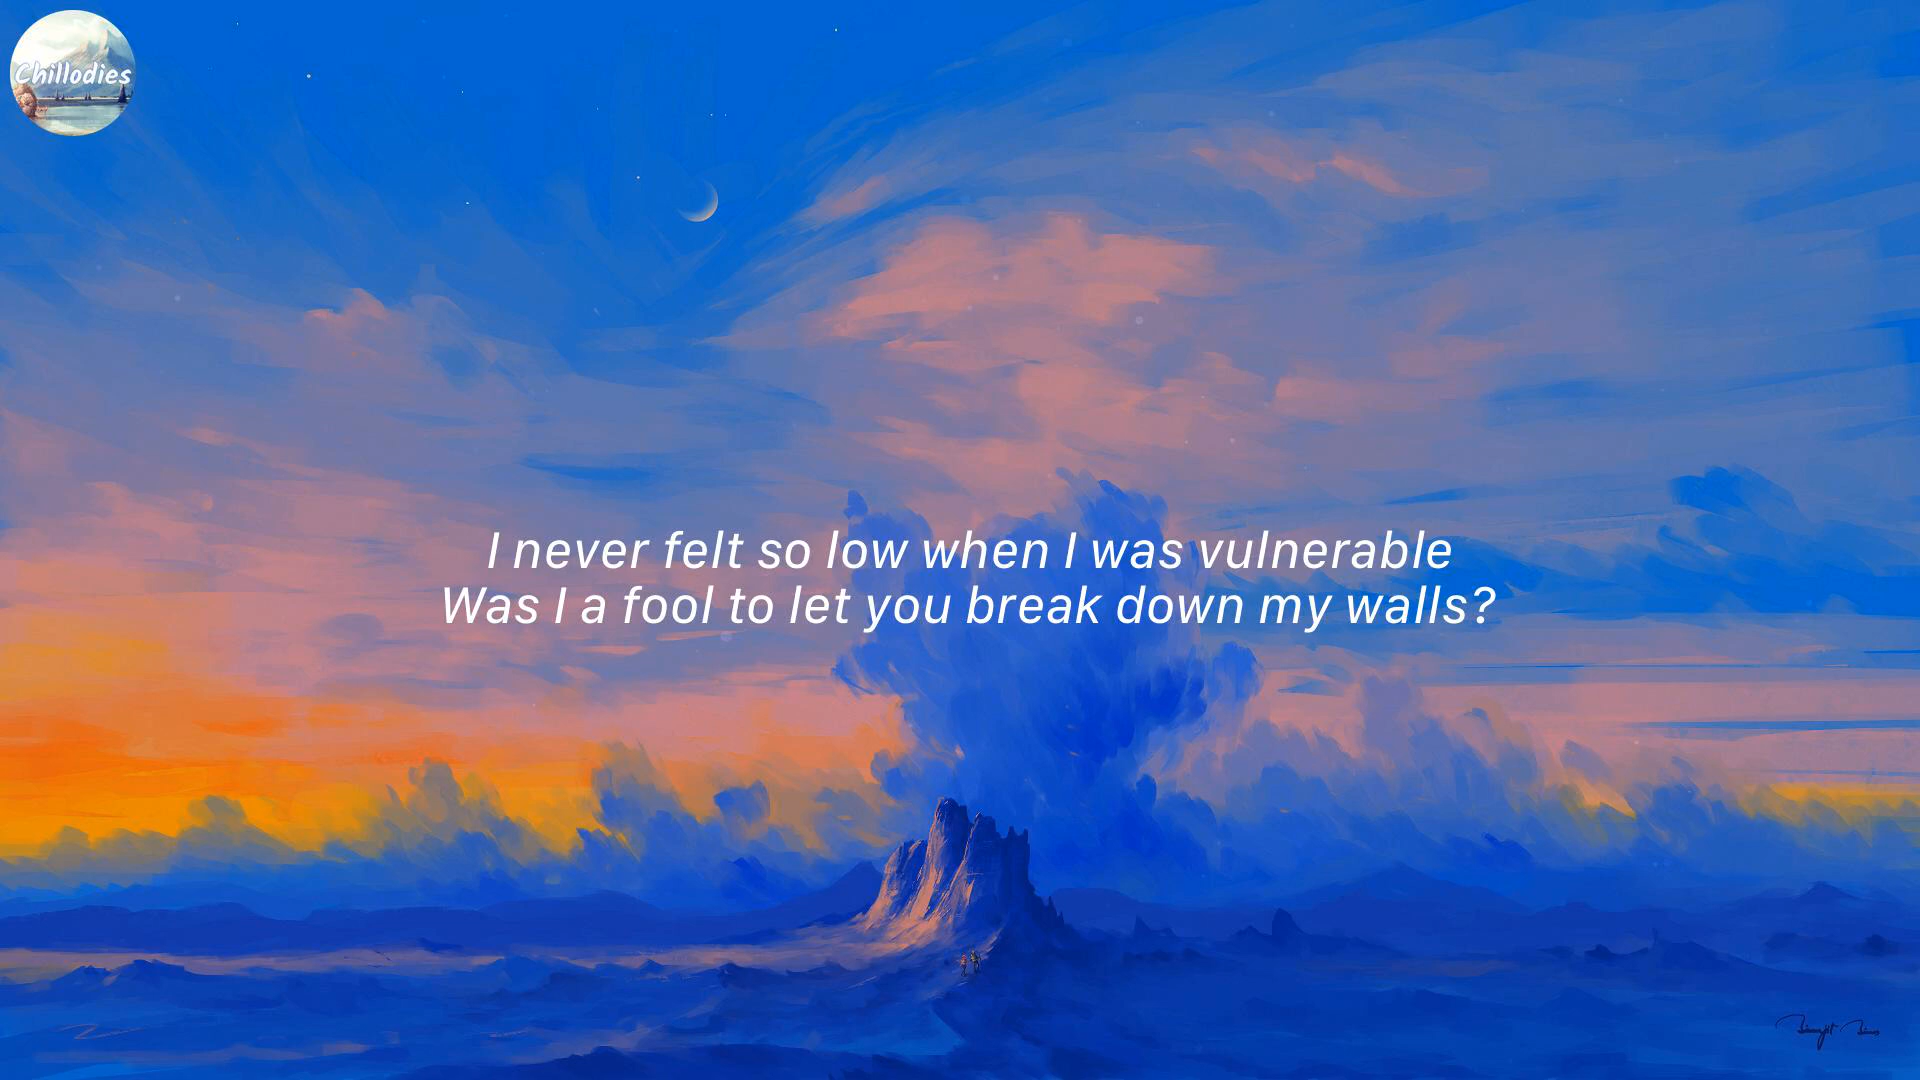 Chillodies
I never felt so low when I was vulnerable
Was I a fool to let you break down my walls?